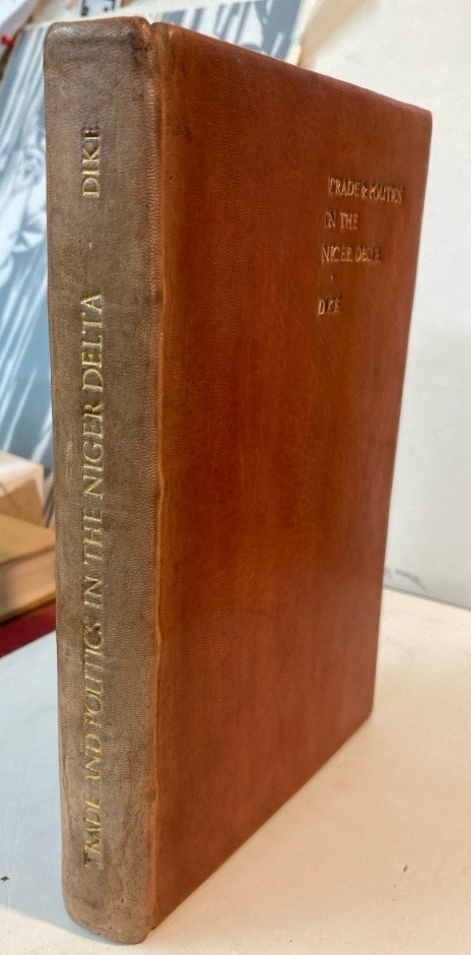 TRADE AND POLITICS IN THE NIGER DELTA · DIKE
TRADE & POLITICS
IN THE
NIGER DELTA
·
DIKE